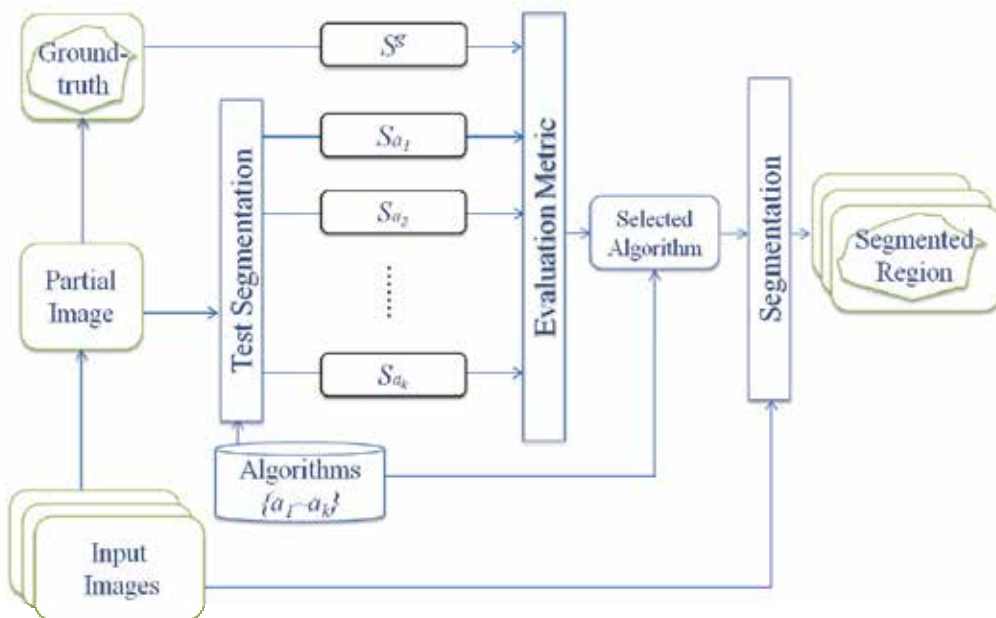 Ground-
truth
S^g
S_{a_1}
S_{a_2}
........
S_{a_k}
Test Segmentation
Evaluation Metric
Selected
Algorithm
Segmentation
Segmented
Region
Partial
Image
Algorithms
{a_1~a_k}
Input
Images